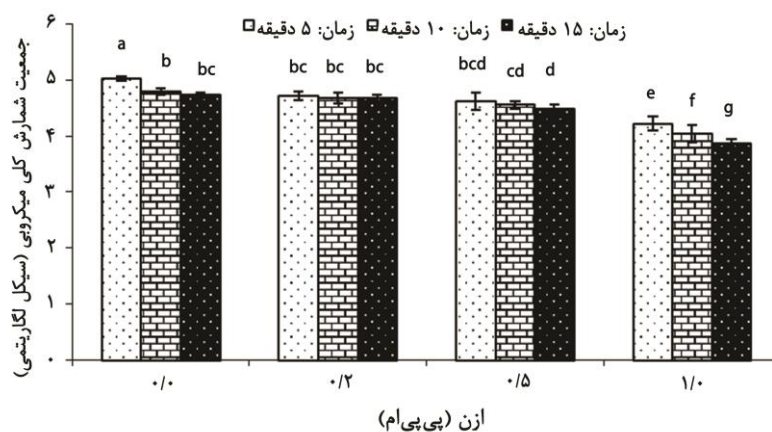 زمان: ۵ دقیقه زمان: ۱۰ دقیقه زمان: ۱۵ دقیقه
جمعیت شمارش کلی میکروبی (سیکل لگاریتمی)
۶
۵
۴
۳
۲
۱
۰
a b bc bc bc bc bcd cd d e f g
۰/۰ ۰/۲ ۰/۵ ۱/۰
ازن (پی‌پی‌ام)